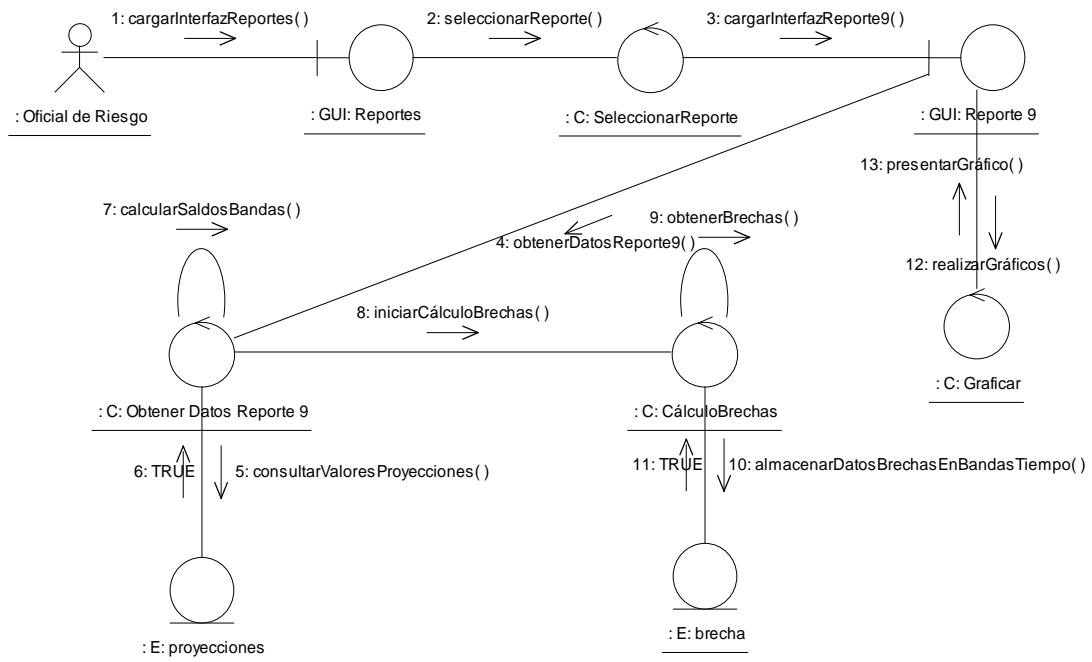 1: cargarInterfazReportes( )
2: seleccionarReporte( )
3: cargarInterfazReporte9( )
: Oficial de Riesgo
: GUI: Reportes
: C: SeleccionarReporte
: GUI: Reporte 9
13: presentarGráfico( )
7: calcularSaldosBandas( )
9: obtenerBrechas( )
4: obtenerDatosReporte9( )
12: realizarGráficos( )
8: iniciarCálculoBrechas( )
: C: Graficar
: C: Obtener Datos Reporte 9
: C: CálculoBrechas
6: TRUE
5: consultarValoresProyecciones( )
11: TRUE
10: almacenarDatosBrechasEnBandasTiempo( )
: E: proyecciones
: E: brecha